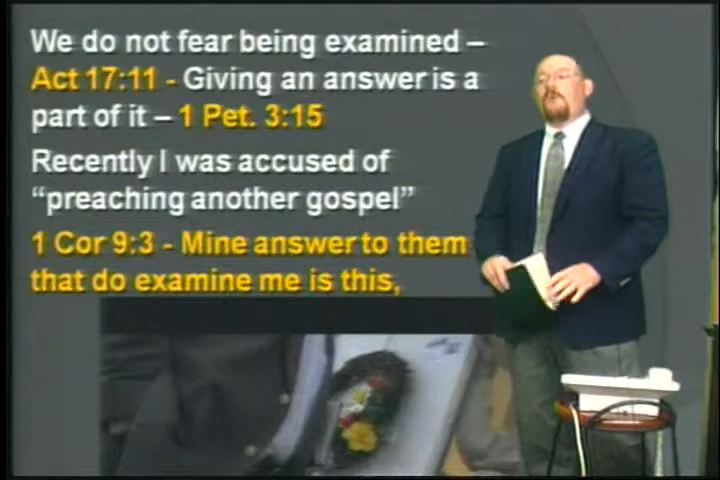 We do not fear being examined –
Act 17:11 - Giving an answer is a
part of it – 1 Pet. 3:15
Recently I was accused of
“preaching another gospel”
1 Cor 9:3 - Mine answer to them
that do examine me is this,